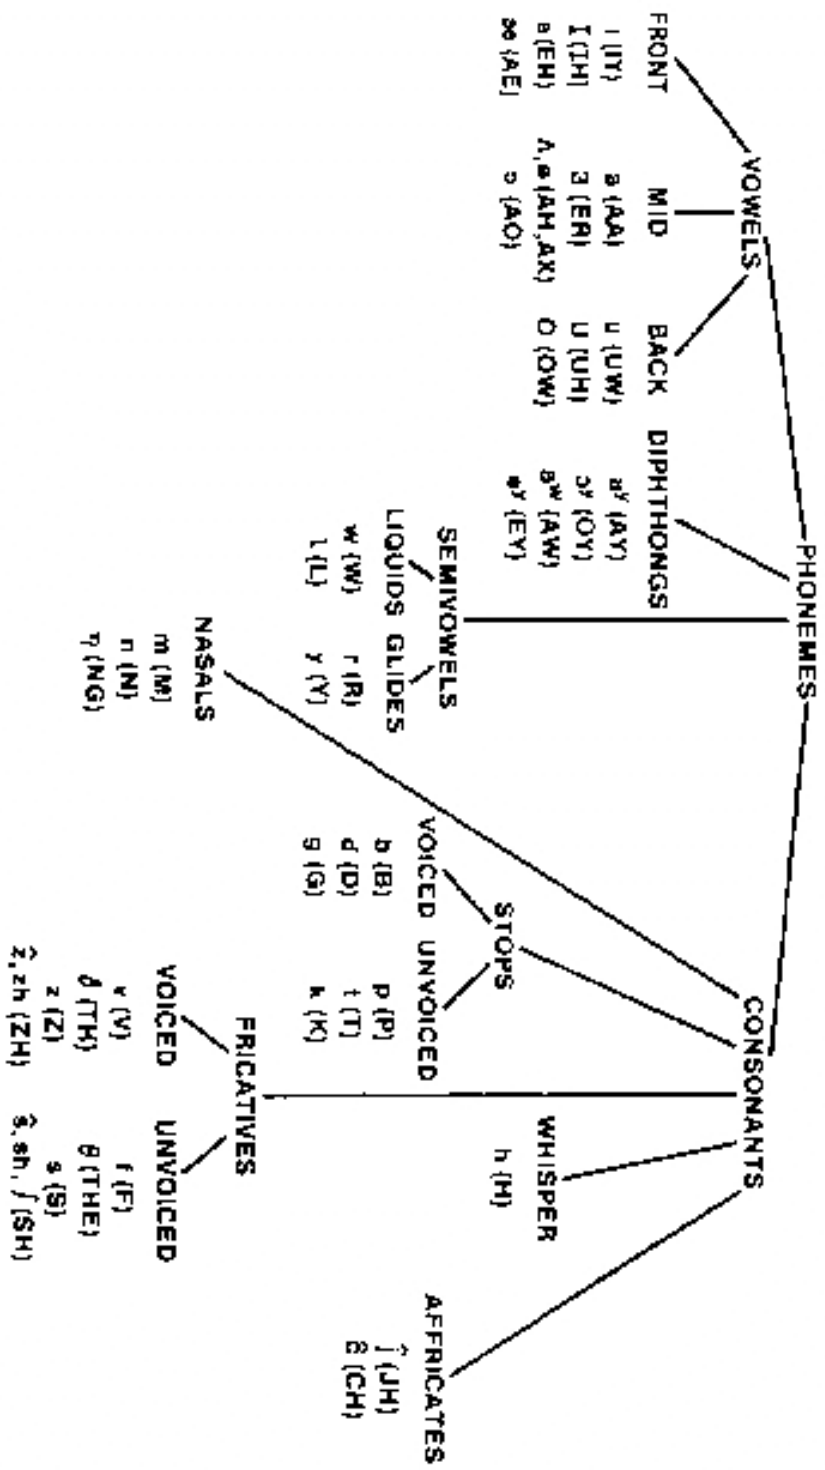 PHONEMES
VOWELS
FRONT
i (IY)
I (IH)
e (EH)
æ (AE)
MID
a (AA)
3 (ER)
Λ, ə (AH, AX)
ɔ (AO)
BACK
u (UW)
U (UH)
O (OW)
DIPHTHONGS
aʸ (AY)
ɔʸ (OY)
aʷ (AW)
eʸ (EY)
SEMIVOWELS
LIQUIDS
w (W)
l (L)
GLIDES
r (R)
y (Y)
CONSONANTS
NASALS
m (M)
n (N)
η (NG)
STOPS
VOICED
b (B)
d (D)
g (G)
UNVOICED
p (P)
t (T)
k (K)
FRICATIVES
VOICED
v (V)
(TH)
z (Z)
ẑ, zh (ZH)
UNVOICED
f (F)
θ (THE)
s (S)
ŝ, sh, ʃ (SH)
WHISPER
h (H)
AFFRICATES
ĵ (JH)
ĉ (CH)